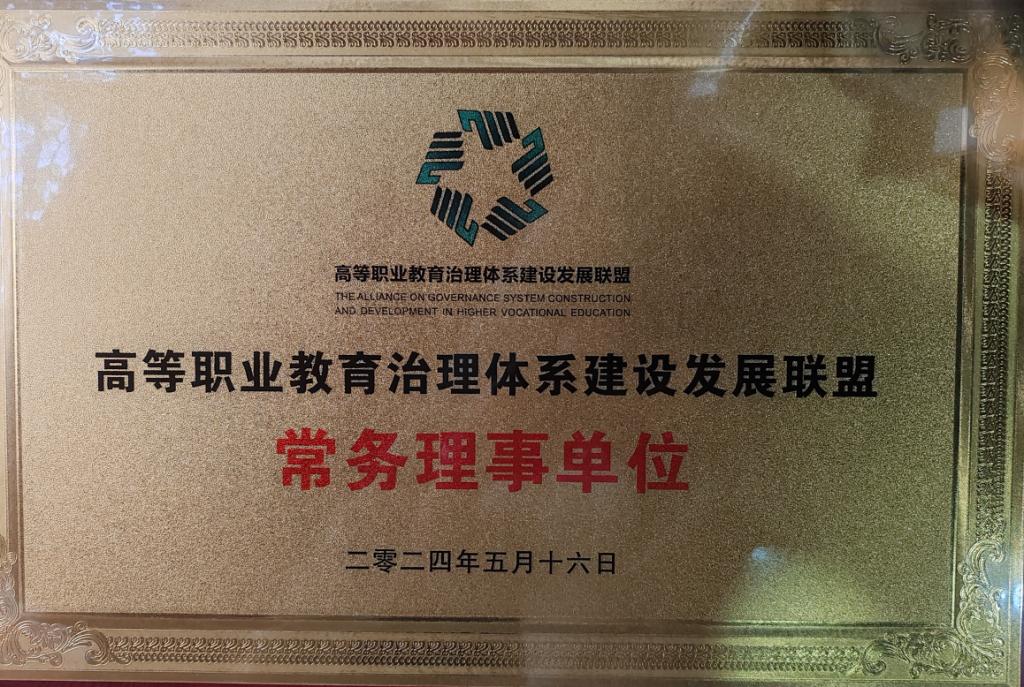 高等职业教育治理体系建设发展联盟
THE ALLIANCE ON GOVERNANCE SYSTEM CONSTRUCTION
AND DEVELOPMENT IN HIGHER VOCATIONAL EDUCATION
高等职业教育治理体系建设发展联盟
常务理事单位
二零二四年五月十六日